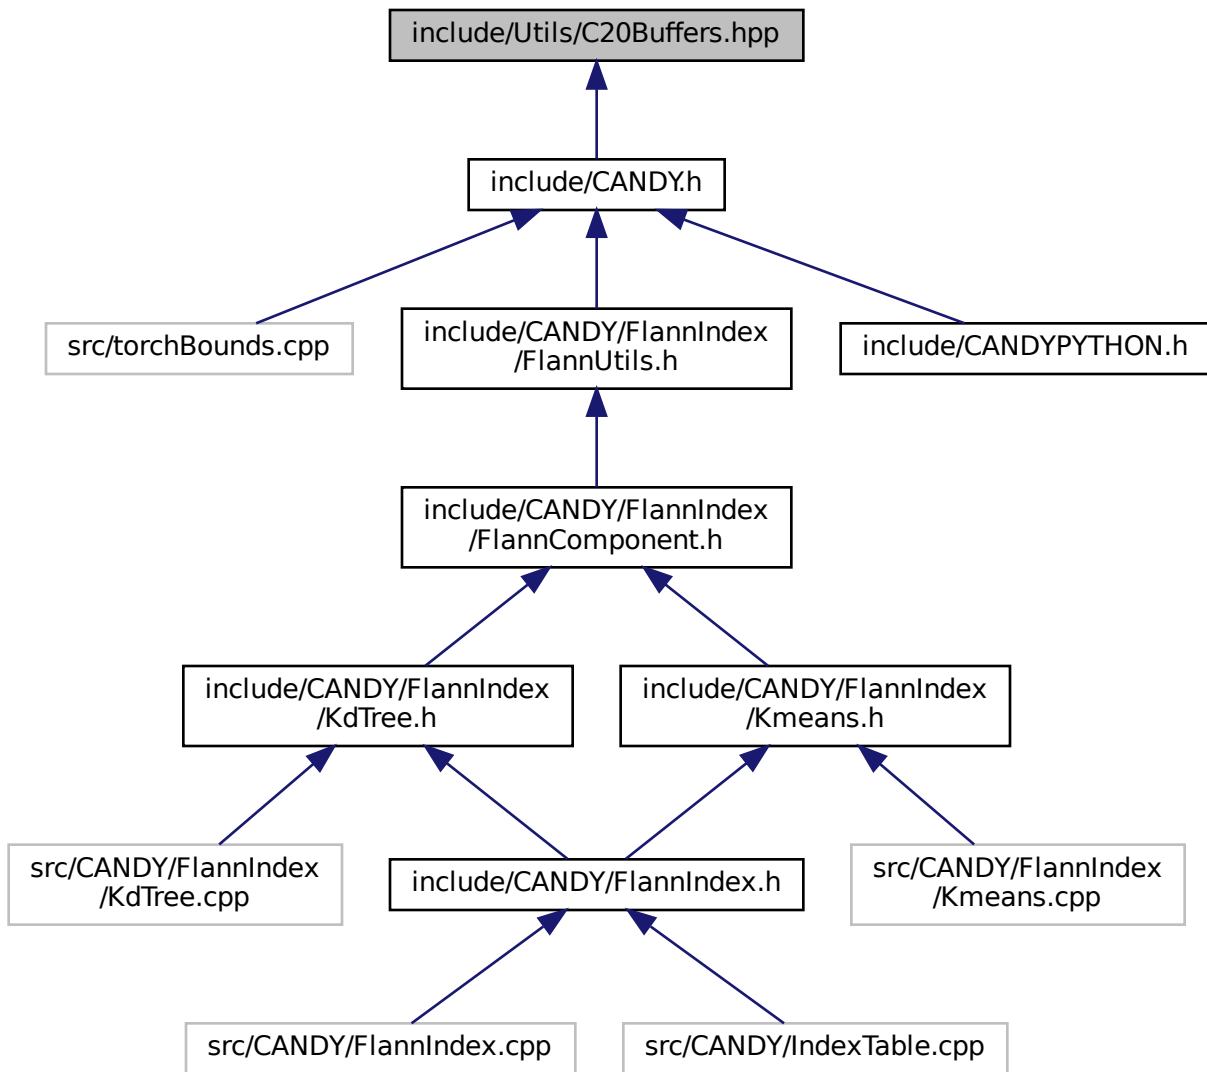 include/Utils/C20Buffers.hpp
include/CANDY.h
src/torchBounds.cpp
include/CANDY/FlannIndex
/FlannUtils.h
include/CANDYPYTHON.h
include/CANDY/FlannIndex
/FlannComponent.h
include/CANDY/FlannIndex
/KdTree.h
include/CANDY/FlannIndex
/Kmeans.h
src/CANDY/FlannIndex
/KdTree.cpp
include/CANDY/FlannIndex.h
src/CANDY/FlannIndex
/Kmeans.cpp
src/CANDY/FlannIndex.cpp
src/CANDY/IndexTable.cpp